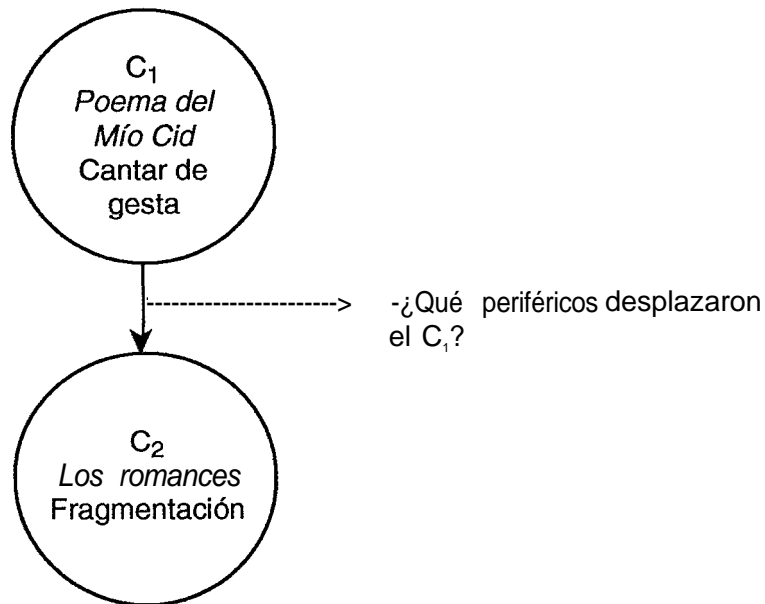 C₁
Poema del
Mío Cid
Cantar de
gesta
-¿Qué periféricos desplazaron
el C₁?
C₂
Los romances
Fragmentación